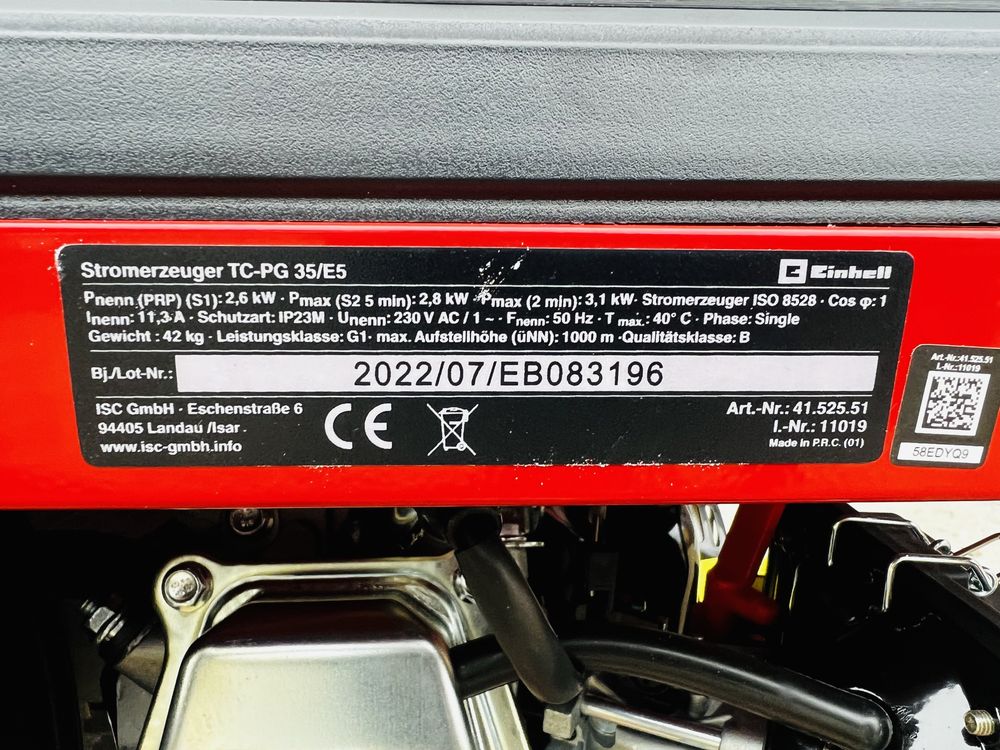 Stromerzeuger TC-PG 35/E5
Einhell
Pnenn (PRP) (S1): 2,6 kW · Pmax (S2 5 min): 2,8 kW · Pmax (2 min): 3,1 kW · Stromerzeuger ISO 8528 · Cos φ: 1
Inenn: 11,3 A · Schutzart: IP23M · Unenn: 230 V AC / 1 ~ · Fnenn: 50 Hz · T max.: 40° C · Phase: Single
Gewicht : 42 kg · Leistungsklasse: G1 · max. Aufstellhöhe (üNN): 1000 m · Qualitätsklasse: B
Bj./Lot-Nr.: 2022/07/EB083196
ISC GmbH · Eschenstraße 6
94405 Landau /Isar .
www.isc-gmbh.info
CE
Art.-Nr.: 41.525.51
I.-Nr.: 11019
Made in P.R.C. (01)
Art.-Nr.:41.525.51
I.-Nr.:11019
58EDYQ9